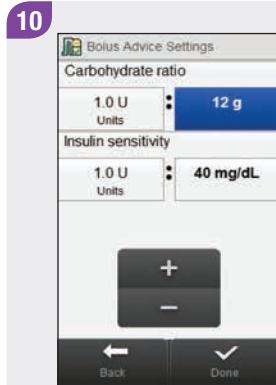 10
Bolus Advice Settings
Carbohydrate ratio
1.0 U : 12 g
Units
Insulin sensitivity
1.0 U : 40 mg/dL
Units
+
−
Back Done